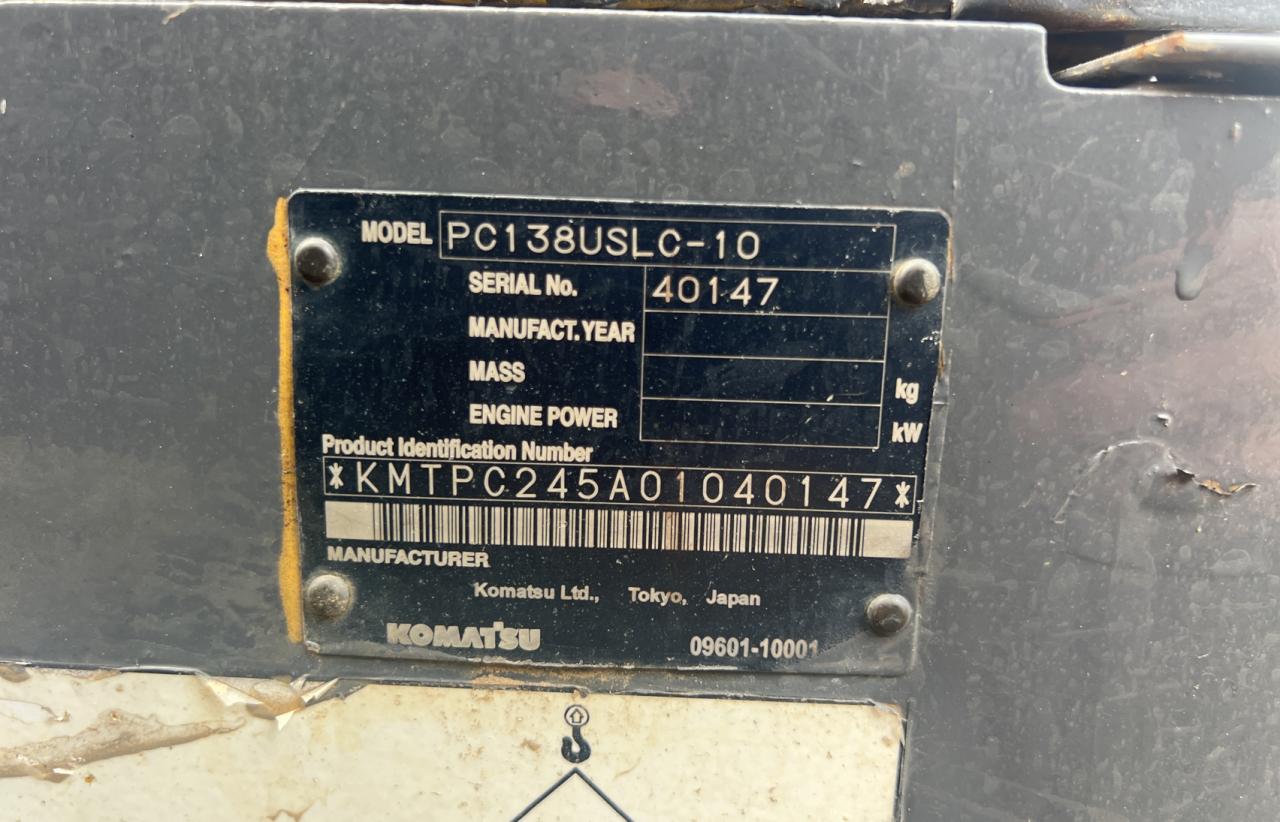 MODEL PC138USLC-10
SERIAL No. 40147
MANUFACT. YEAR
MASS kg
ENGINE POWER kW
Product Identification Number
*KMTPC245A01040147*
MANUFACTURER
Komatsu Ltd., Tokyo, Japan
KOMATSU 09601-10001